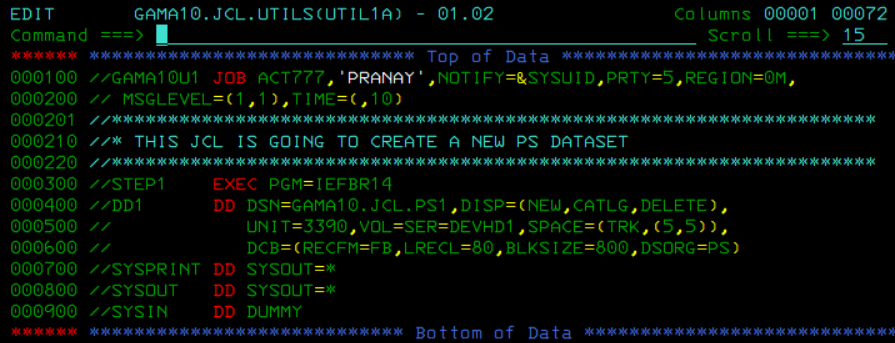 EDIT       GAMA10.JCL.UTILS(UTIL1A) - 01.02                   Columns 00001 00072
Command ===>                                                  Scroll ===> 15
****** ***************************** Top of Data ******************************
000100 //GAMA10U1 JOB ACT777,'PRANAY',NOTIFY=&SYSUID,PRTY=5,REGION=0M,
000200 // MSGLEVEL=(1,1),TIME=(,10)
000201 //********************************************************************
000210 //* THIS JCL IS GOING TO CREATE A NEW PS DATASET
000220 //********************************************************************
000300 //STEP1    EXEC PGM=IEFBR14
000400 //DD1      DD DSN=GAMA10.JCL.PS1,DISP=(NEW,CATLG,DELETE),
000500 //            UNIT=3390,VOL=SER=DEVHD1,SPACE=(TRK,(5,5)),
000600 //            DCB=(RECFM=FB,LRECL=80,BLKSIZE=800,DSORG=PS)
000700 //SYSPRINT DD SYSOUT=*
000800 //SYSOUT   DD SYSOUT=*
000900 //SYSIN    DD DUMMY
****** **************************** Bottom of Data ****************************